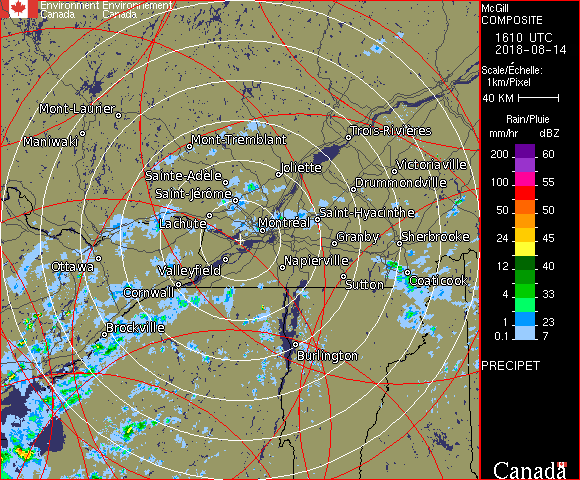 Environment Environnement
Canada Canada
McGill
COMPOSITE
1610 UTC
2018-08-14
Scale/Échelle:
1km/Pixel
40 KM
Rain/Pluie
mm/hr dBZ
200 60
100 55
50 50
24 45
12 40
4 33
1 23
0.1 7
PRECIPET
Mont-Laurier
Maniwaki
Mont-Tremblant
Trois-Rivières
Sainte-Adèle
Joliette
Victoriaville
Saint-Jérôme
Drummondville
Lachute
Montréal
Saint-Hyacinthe
Granby
Sherbrooke
Ottawa
Valleyfield
Napierville
Cornwall
Sutton
Coaticook
Brockville
Burlington
Canada